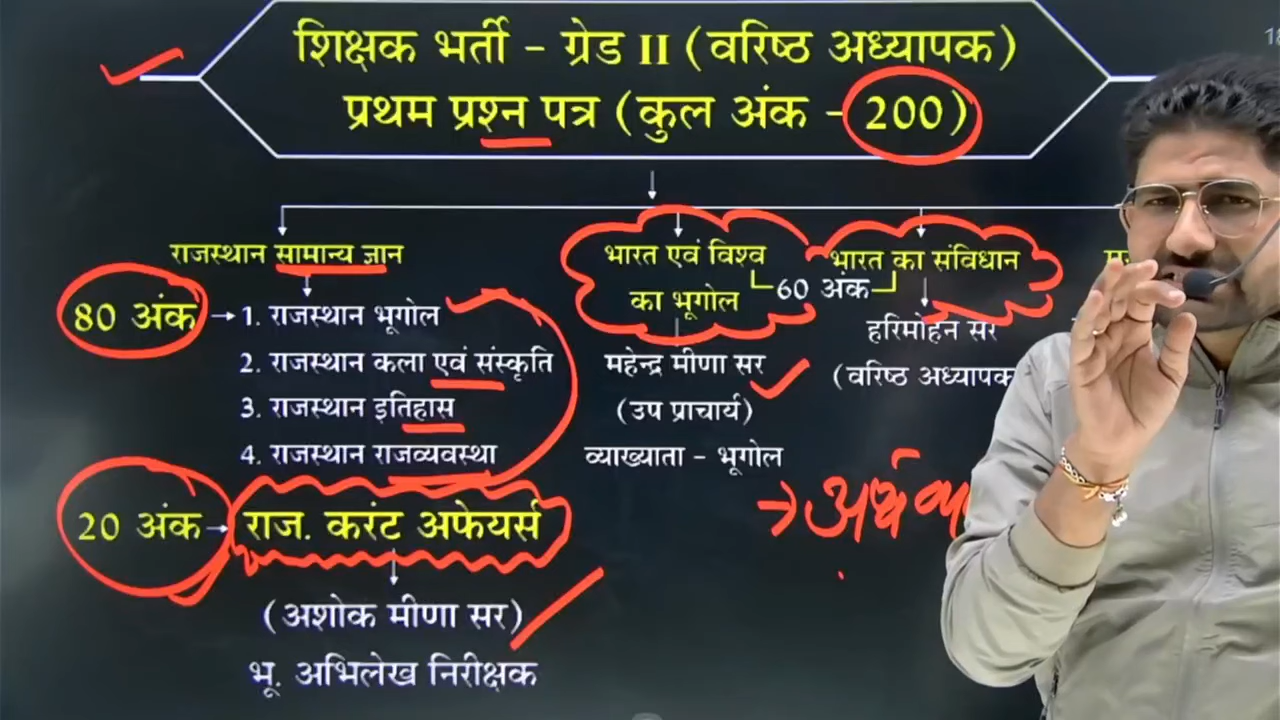 शिक्षक भर्ती - ग्रेड II (वरिष्ठ अध्यापक)
प्रथम प्रश्न पत्र (कुल अंक - 200)
राजस्थान सामान्य ज्ञान
80 अंक → 1. राजस्थान भूगोल
2. राजस्थान कला एवं संस्कृति
3. राजस्थान इतिहास
4. राजस्थान राजव्यवस्था
20 अंक → राज. करंट अफेयर्स
(अशोक मीणा सर)
भू. अभिलेख निरीक्षक
भारत एवं विश्व
का भूगोल
60 अंक
महेन्द्र मीणा सर
(उप प्राचार्य)
व्याख्याता - भूगोल
भारत का संविधान
हरिमोहन सर
(वरिष्ठ अध्यापक
→ अर्थ